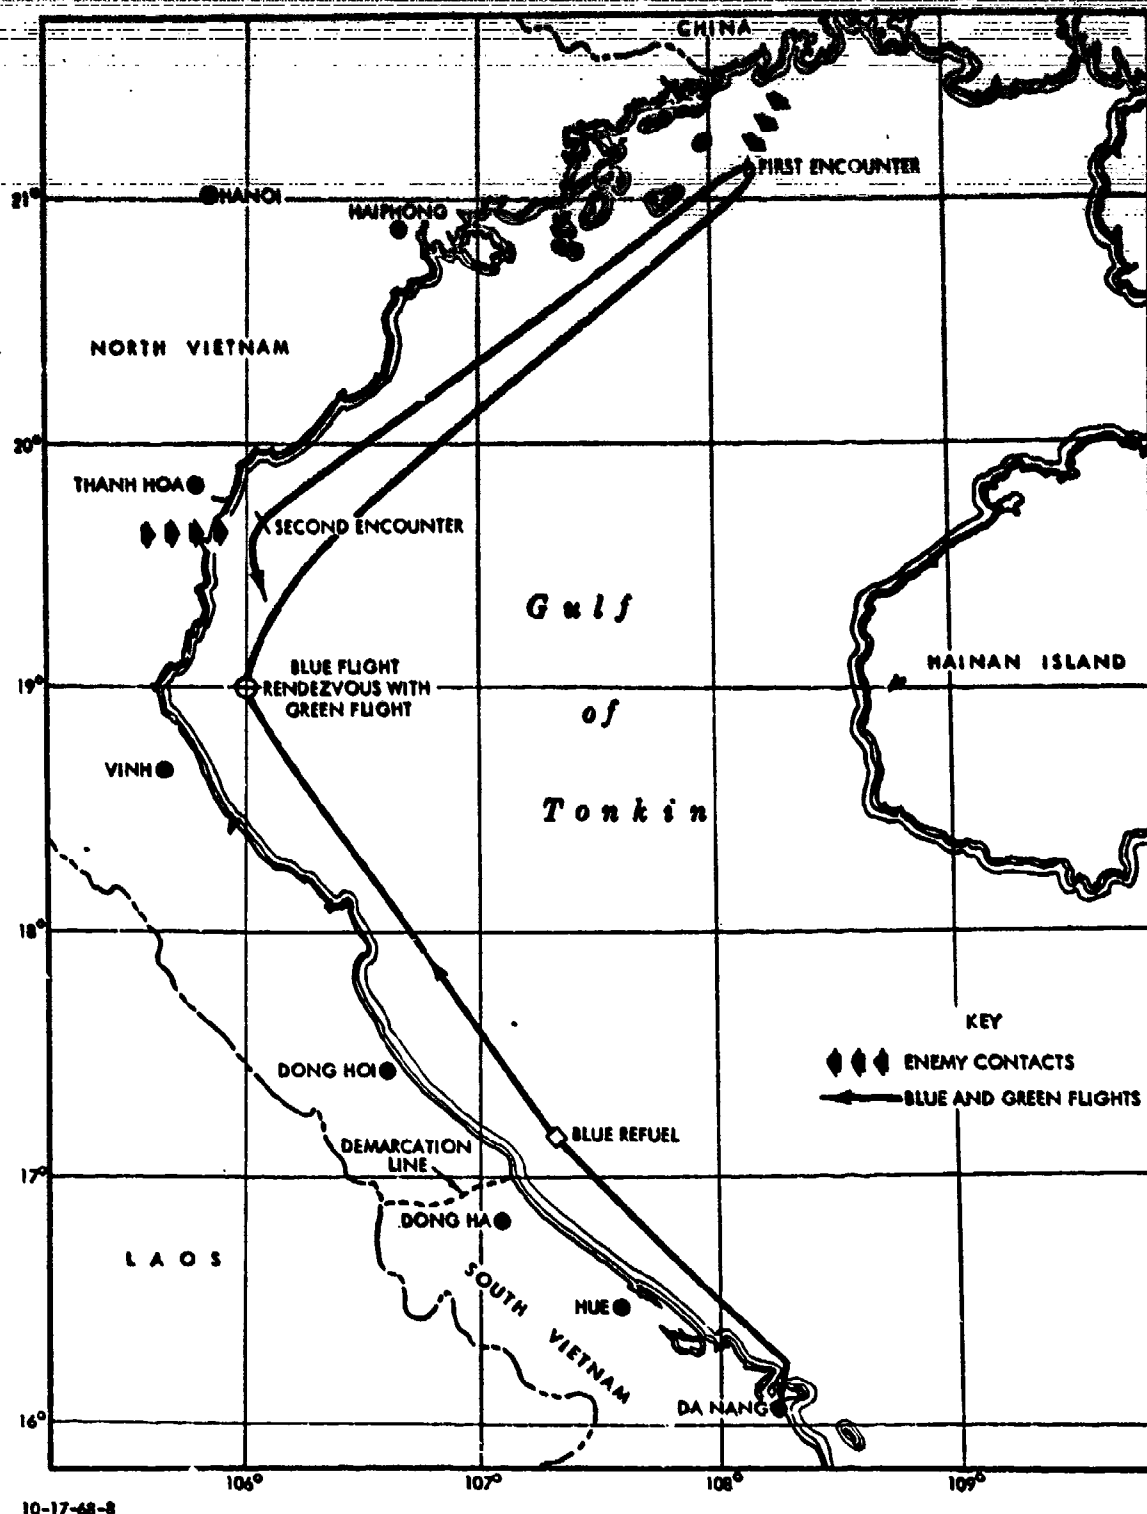 CHINA
FIRST ENCOUNTER
21°
HANOI
HAIPHONG
NORTH VIETNAM
20°
THANH HOA
SECOND ENCOUNTER
Gulf
of
Tonkin
HAINAN ISLAND
19°
BLUE FLIGHT
RENDEZVOUS WITH
GREEN FLIGHT
VINH
18°
KEY
ENEMY CONTACTS
BLUE AND GREEN FLIGHTS
DONG HOI
BLUE REFUEL
DEMARCATION
LINE
17°
DONG HA
LAOS
SOUTH VIETNAM
HUE
DA NANG
16°
106°
107°
108°
109°
10-17-68-8